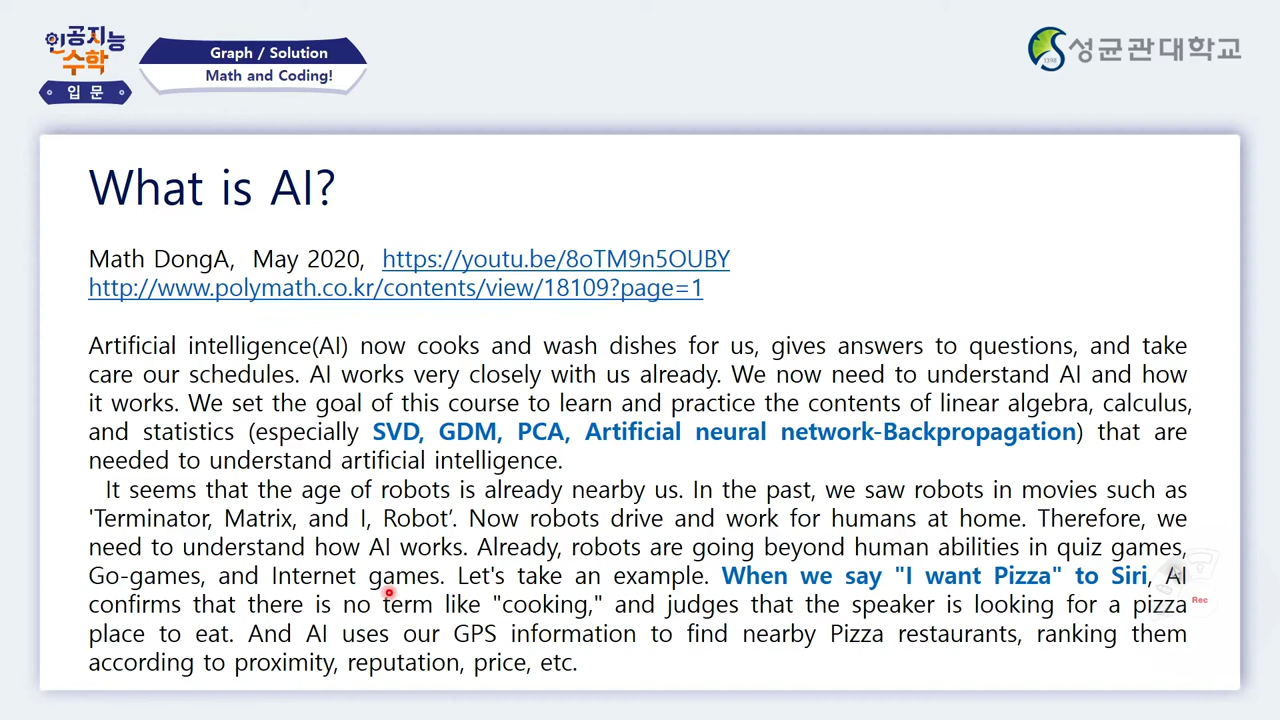 인공지능
수학
입문
Graph / Solution
Math and Coding!
1398
성균관대학교
What is AI?
Math DongA, May 2020, https://youtu.be/8oTM9n5OUBY
http://www.polymath.co.kr/contents/view/18109?page=1
Artificial intelligence(AI) now cooks and wash dishes for us, gives answers to questions, and take
care our schedules. AI works very closely with us already. We now need to understand AI and how
it works. We set the goal of this course to learn and practice the contents of linear algebra, calculus,
and statistics (especially SVD, GDM, PCA, Artificial neural network-Backpropagation) that are
needed to understand artificial intelligence.
It seems that the age of robots is already nearby us. In the past, we saw robots in movies such as
'Terminator, Matrix, and I, Robot’. Now robots drive and work for humans at home. Therefore, we
need to understand how AI works. Already, robots are going beyond human abilities in quiz games,
Go-games, and Internet games. Let's take an example. When we say "I want Pizza" to Siri, AI
confirms that there is no term like "cooking," and judges that the speaker is looking for a pizza
place to eat. And AI uses our GPS information to find nearby Pizza restaurants, ranking them
according to proximity, reputation, price, etc.
Rec